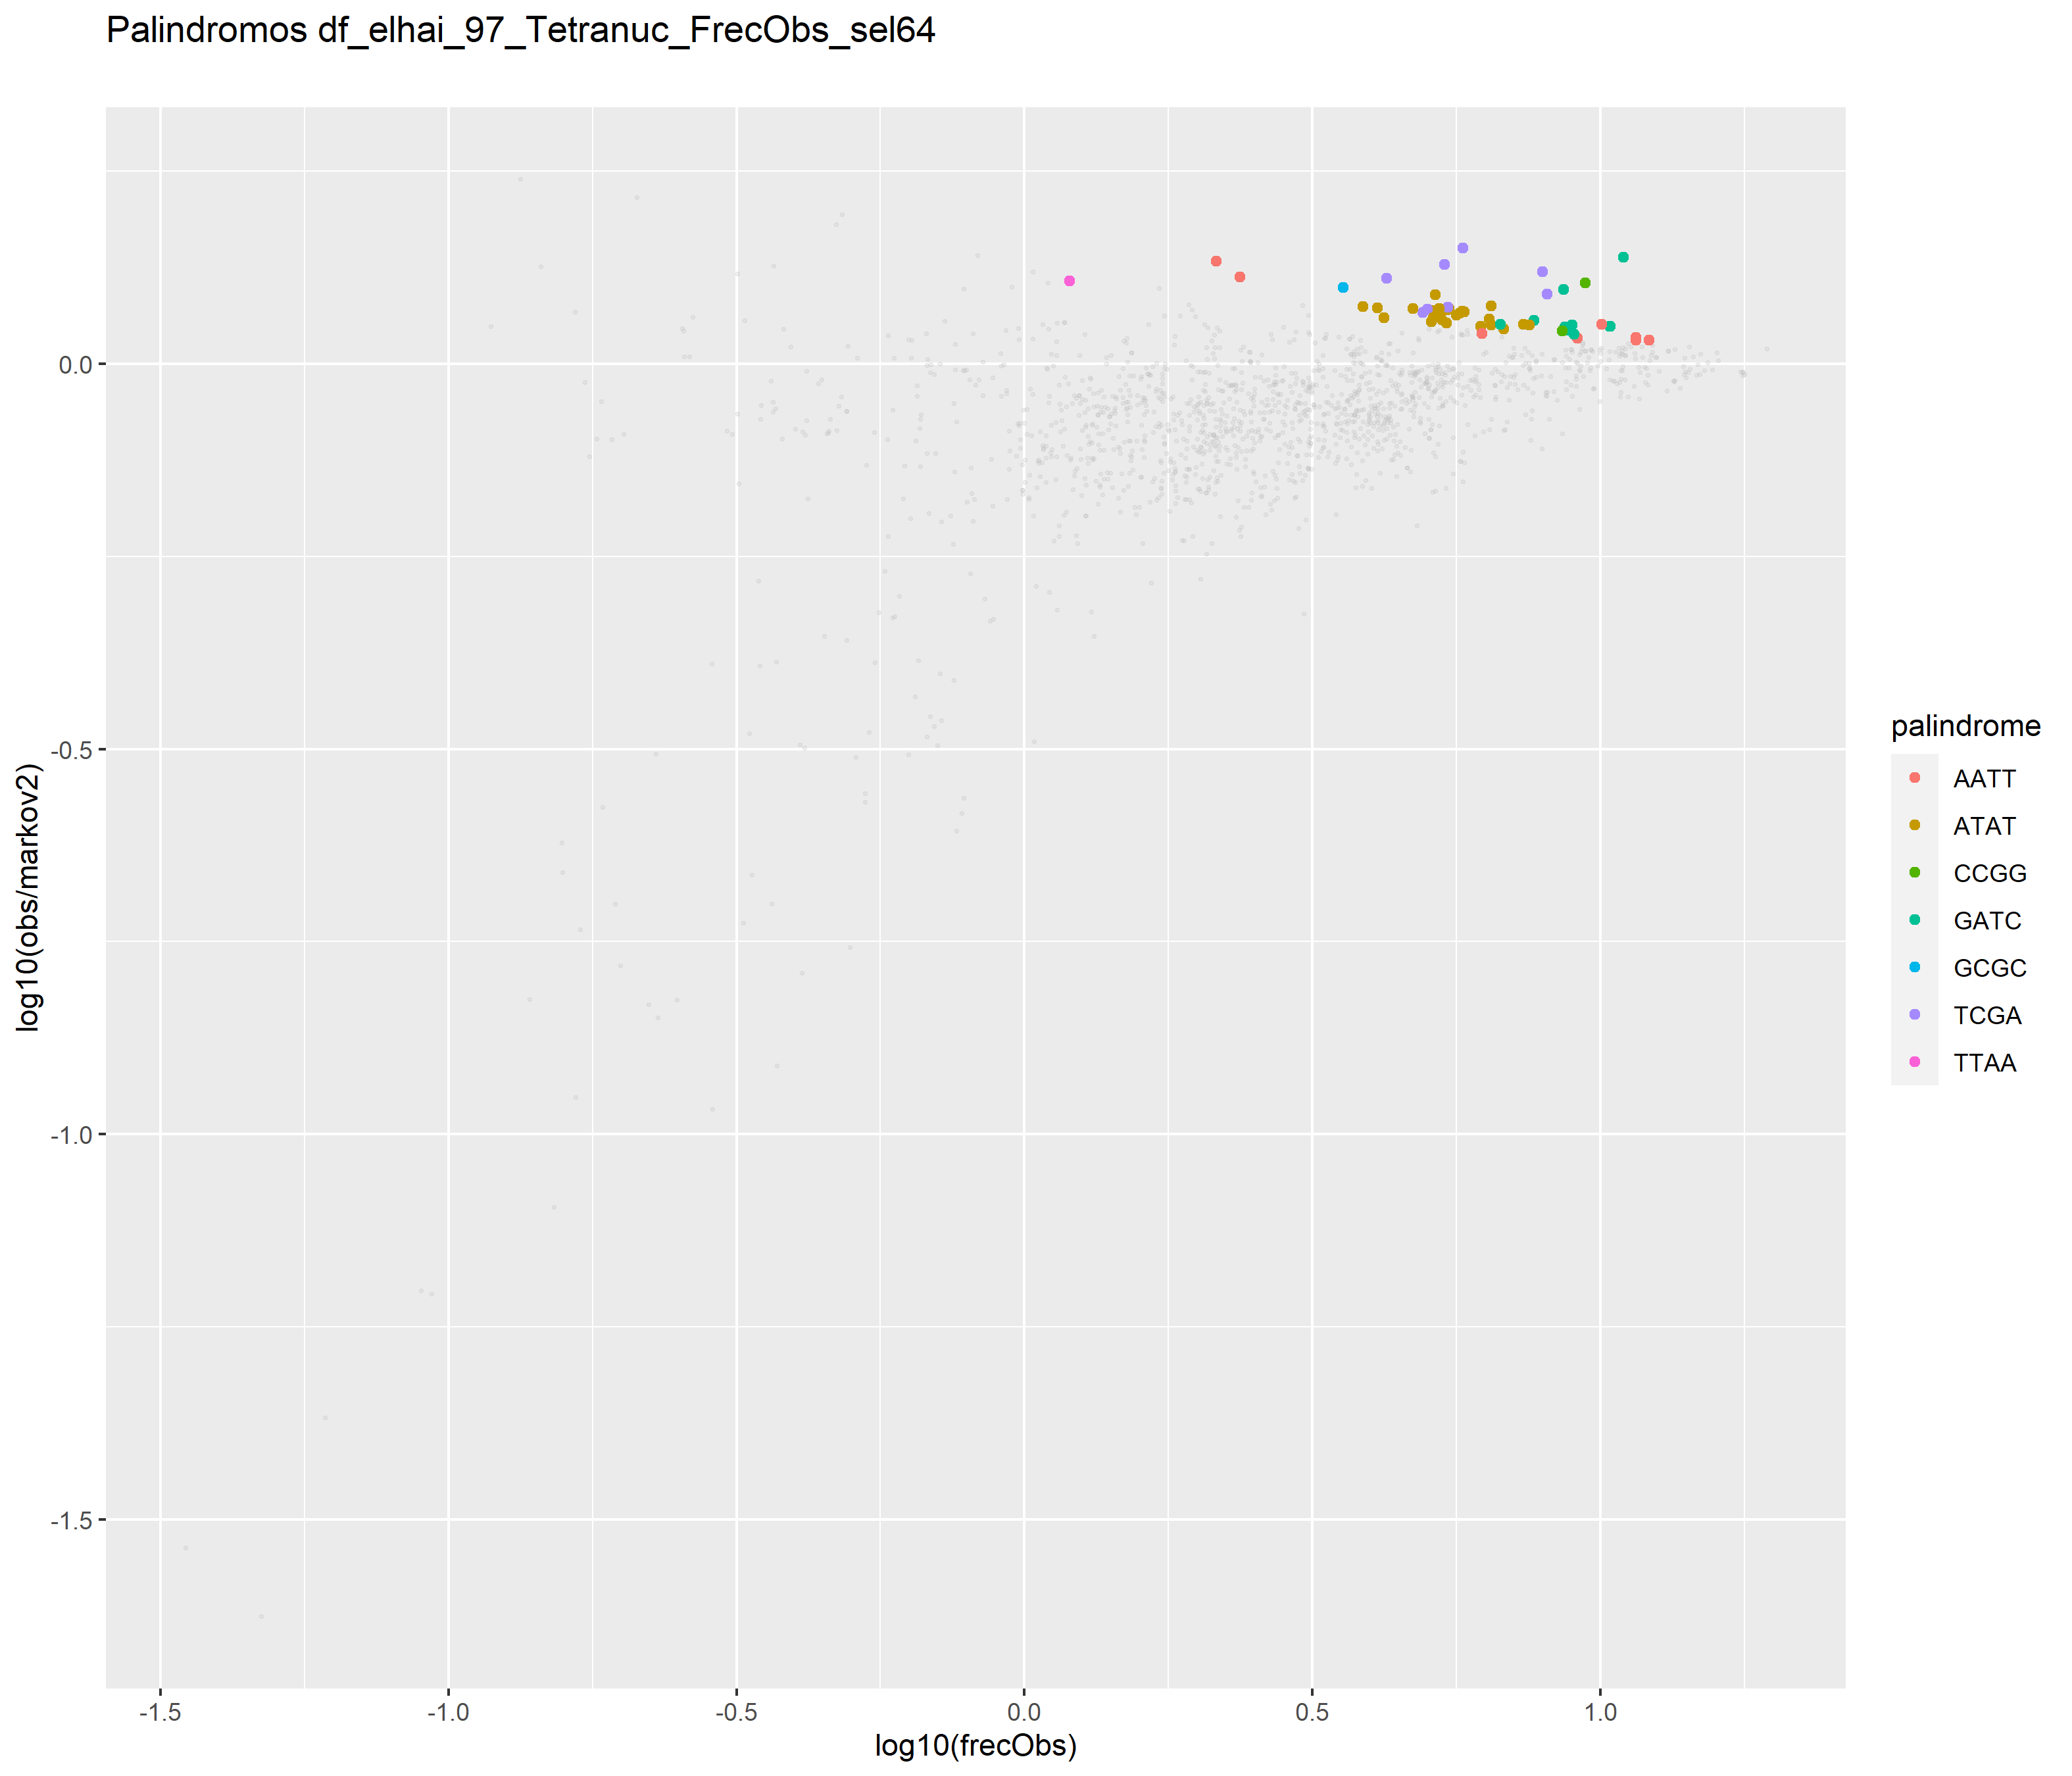 Palindromos df_elhai_97_Tetranuc_FrecObs_sel64
log10(obs/markov2)
0.0
-0.5
-1.0
-1.5
-1.5
-1.0
-0.5
0.0
0.5
1.0
log10(frecObs)
palindrome
AATT
ATAT
CCGG
GATC
GCGC
TCGA
TTAA